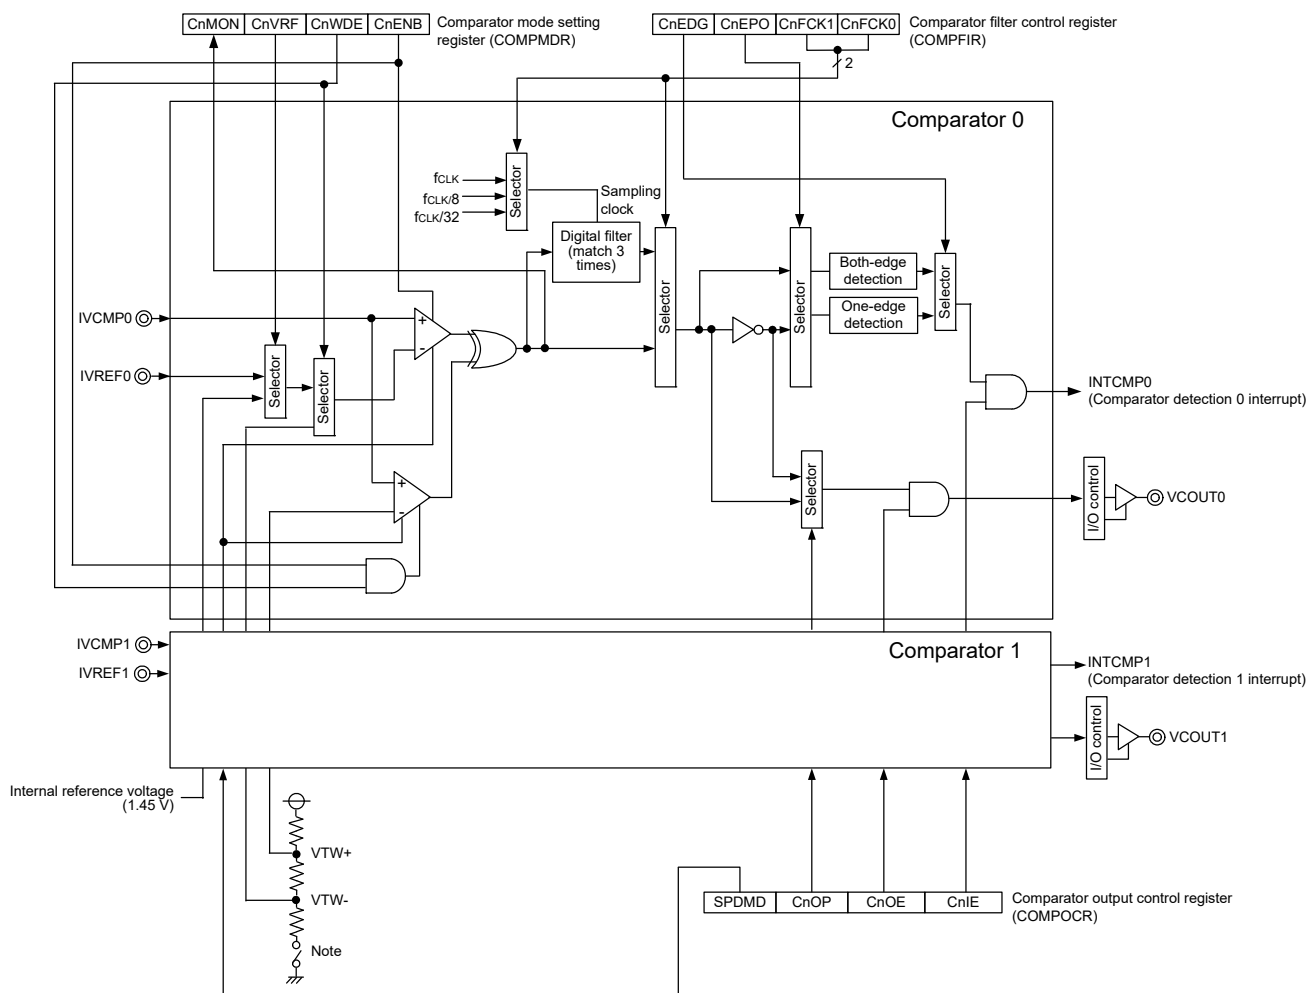 CnMON CnVRF CnWDE CnENB
Comparator mode setting
register (COMPMDR)
CnEDG CnEPO CnFCK1 CnFCK0
Comparator filter control register
(COMPFIR)
2
Comparator 0
fCLK
fCLK/8
fCLK/32
Selector
Sampling
clock
Digital filter
(match 3
times)
Selector
Selector
Both-edge
detection
One-edge
detection
Selector
IVCMP0
IVREF0
Selector
Selector
+
-
+
-
INTCMP0
(Comparator detection 0 interrupt)
Selector
I/O control
VCOUT0
IVCMP1
IVREF1
Comparator 1
INTCMP1
(Comparator detection 1 interrupt)
I/O control
VCOUT1
Internal reference voltage
(1.45 V)
VTW+
VTW-
Note
SPDMD CnOP CnOE CnIE
Comparator output control register
(COMPOCR)